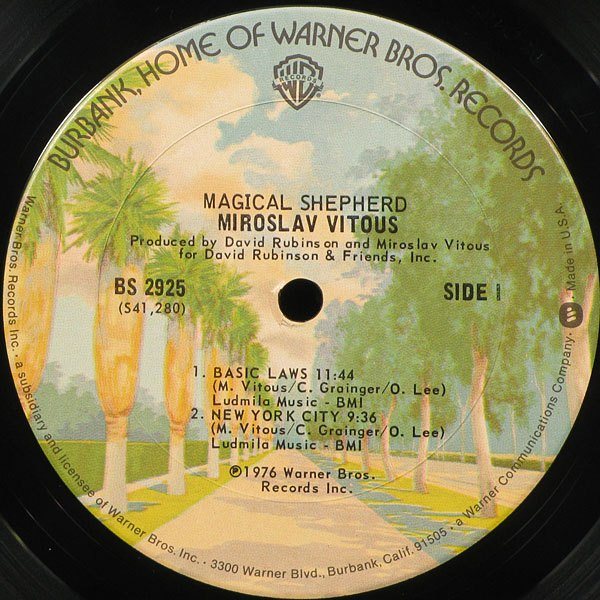 BURBANK, HOME OF WARNER BROS. RECORDS
WB
RECORDS
MAGICAL SHEPHERD
MIROSLAV VITOUS
Produced by David Rubinson and Miroslav Vitous
for David Rubinson & Friends, Inc.
BS 2925
(S41,280)
SIDE I
1. BASIC LAWS 11:44
(M. Vitous/C. Grainger/O. Lee)
Ludmila Music - BMI
2. NEW YORK CITY 9:36
(M. Vitous/C. Grainger/O. Lee)
Ludmila Music - BMI
℗1976 Warner Bros.
Records Inc.
Warner Bros. Records Inc. · a subsidiary and licensee of Warner Bros. Inc. · 3300 Warner Blvd., Burbank, Calif. 91505 · a Warner Communications Company · Made in U.S.A.